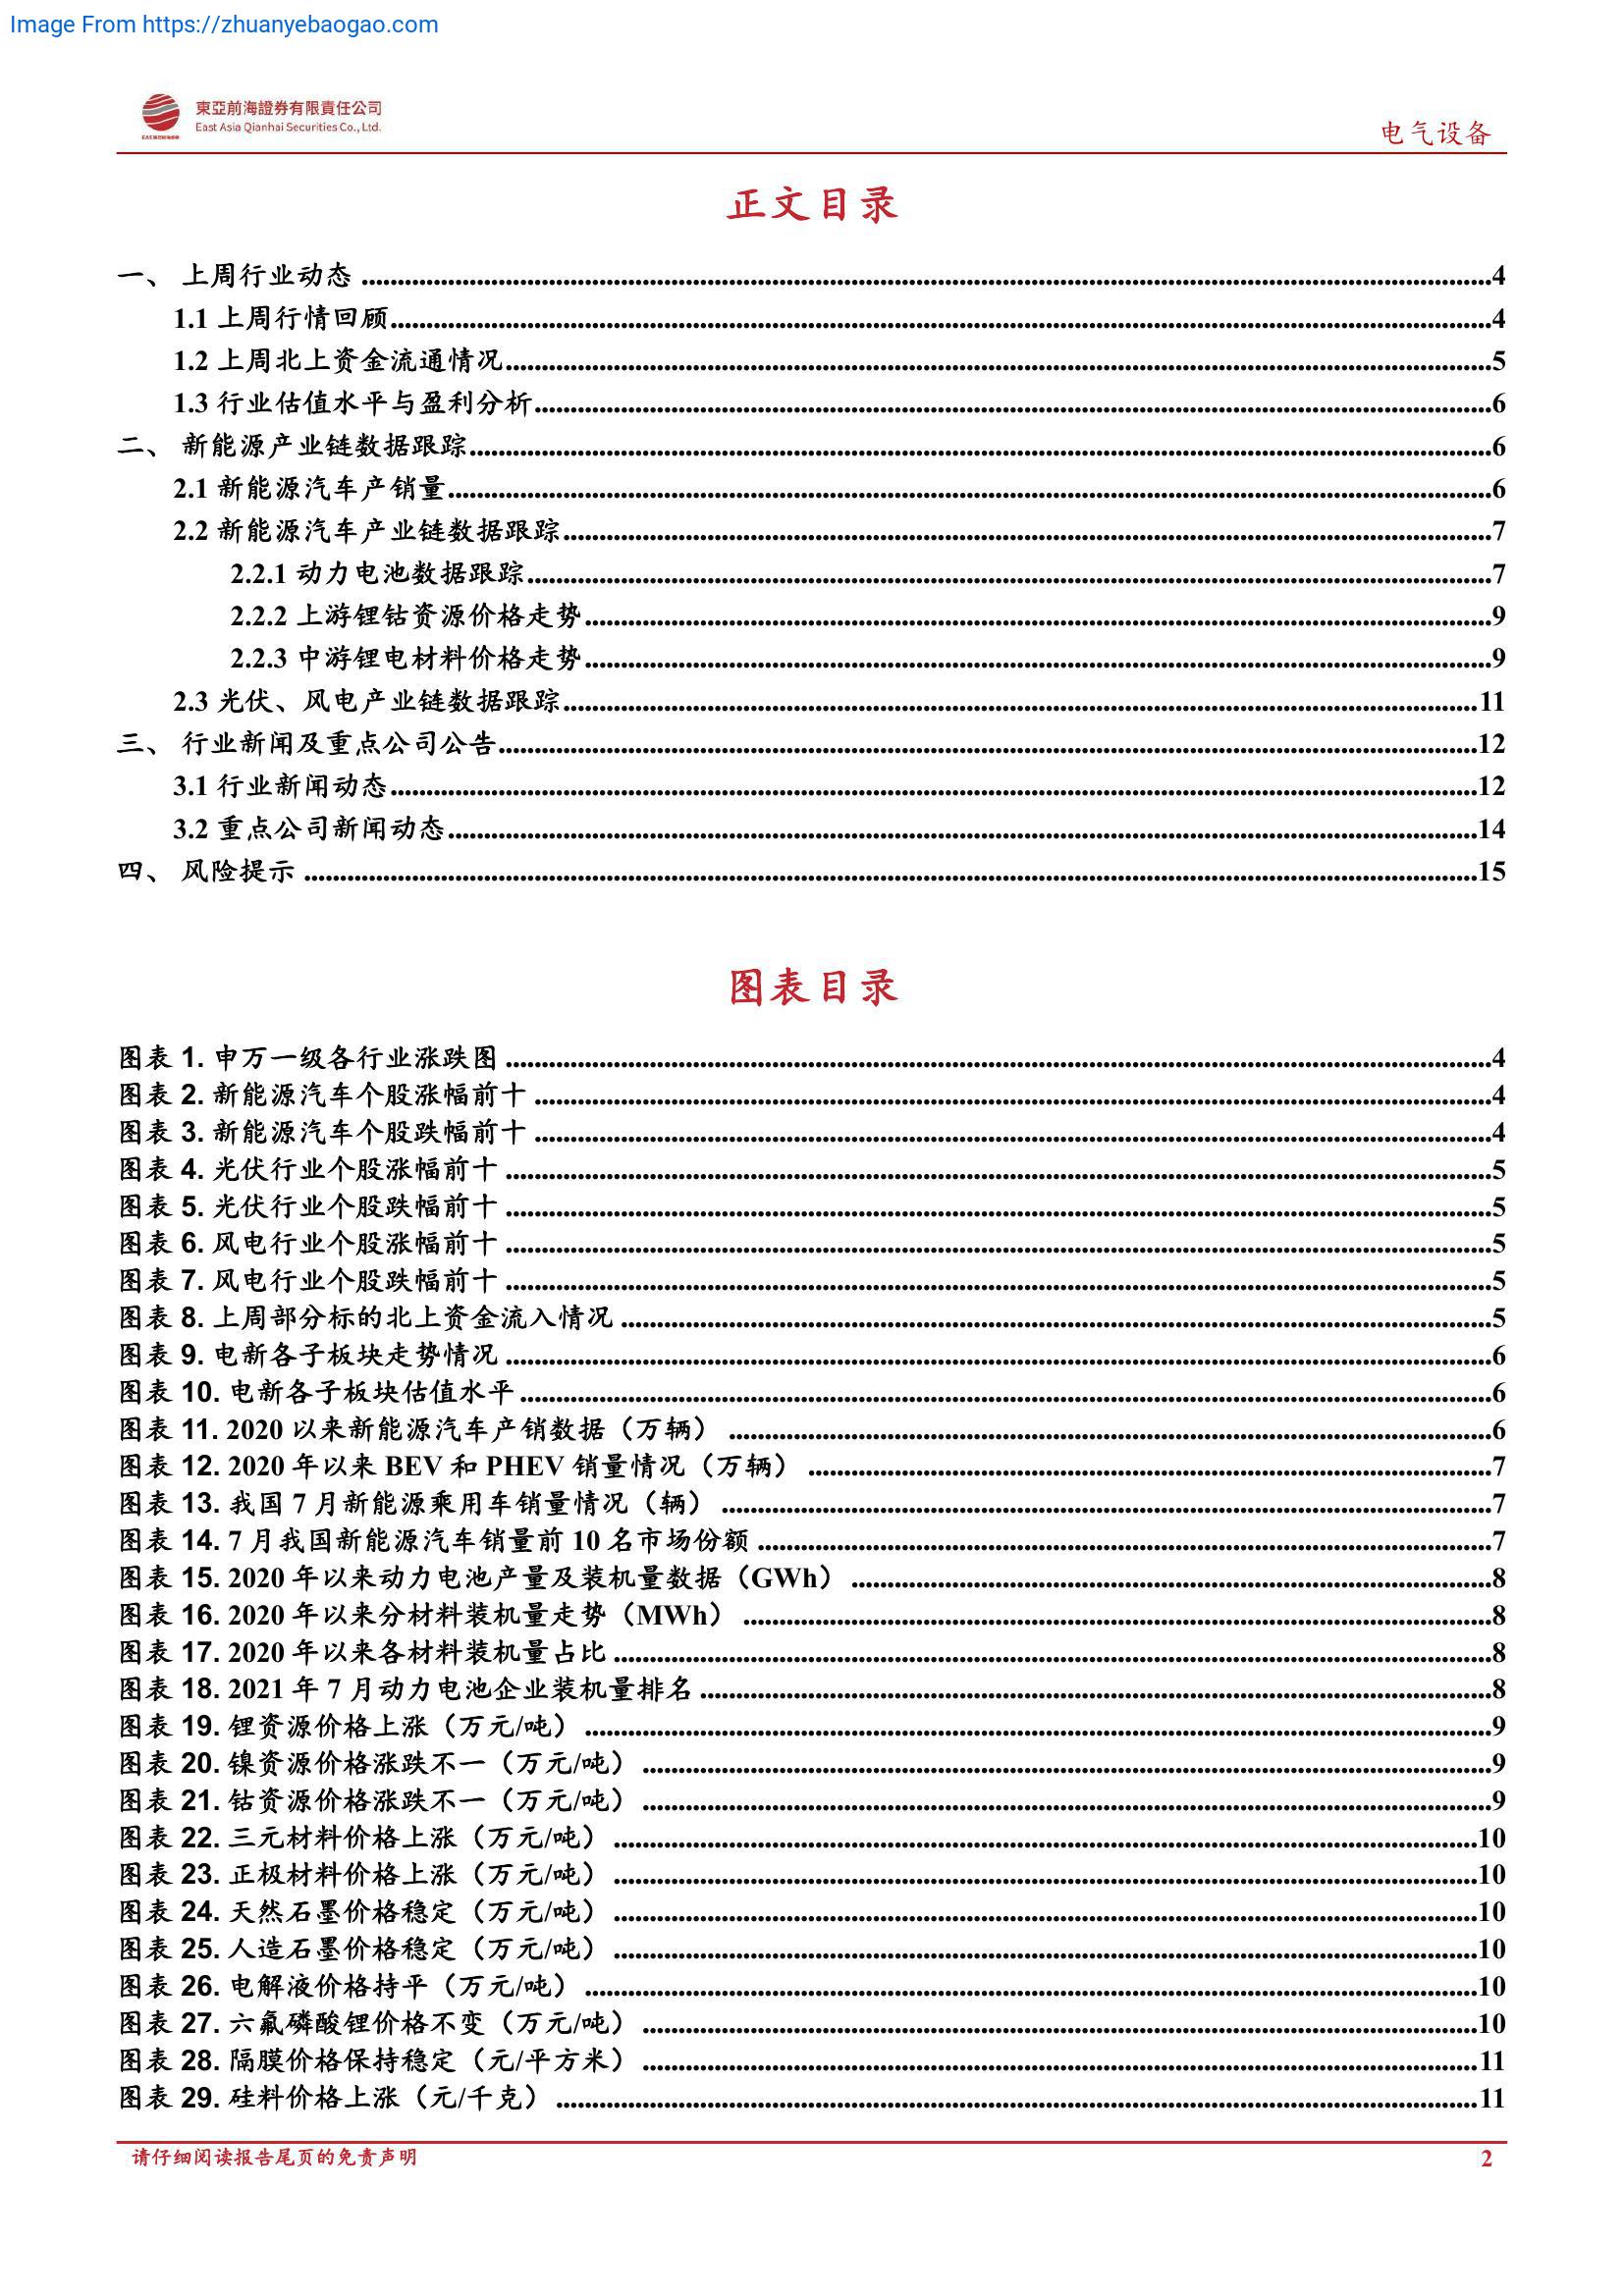 Image From https://zhuanyebaogao.com
東亞前海證券有限責任公司
East Asia Qianhai Securities Co., Ltd.
电气设备
正文目录
一、 上周行业动态 ........ 4
1.1 上周行情回顾 ........ 4
1.2 上周北上资金流通情况 ........ 5
1.3 行业估值水平与盈利分析 ........ 6
二、 新能源产业链数据跟踪 ........ 6
2.1 新能源汽车产销量 ........ 6
2.2 新能源汽车产业链数据跟踪 ........ 7
2.2.1 动力电池数据跟踪 ........ 7
2.2.2 上游锂钴资源价格走势 ........ 9
2.2.3 中游锂电材料价格走势 ........ 9
2.3 光伏、风电产业链数据跟踪 ........ 11
三、 行业新闻及重点公司公告 ........ 12
3.1 行业新闻动态 ........ 12
3.2 重点公司新闻动态 ........ 14
四、 风险提示 ........ 15
图表目录
图表 1. 申万一级各行业涨跌图 ........ 4
图表 2. 新能源汽车个股涨幅前十 ........ 4
图表 3. 新能源汽车个股跌幅前十 ........ 4
图表 4. 光伏行业个股涨幅前十 ........ 5
图表 5. 光伏行业个股跌幅前十 ........ 5
图表 6. 风电行业个股涨幅前十 ........ 5
图表 7. 风电行业个股跌幅前十 ........ 5
图表 8. 上周部分标的北上资金流入情况 ........ 5
图表 9. 电新各子板块走势情况 ........ 6
图表 10. 电新各子板块估值水平 ........ 6
图表 11. 2020 以来新能源汽车产销数据（万辆） ........ 6
图表 12. 2020 年以来 BEV 和 PHEV 销量情况（万辆） ........ 7
图表 13. 我国 7 月新能源乘用车销量情况（辆） ........ 7
图表 14. 7 月我国新能源汽车销量前 10 名市场份额 ........ 7
图表 15. 2020 年以来动力电池产量及装机量数据（GWh） ........ 8
图表 16. 2020 年以来分材料装机量走势（MWh） ........ 8
图表 17. 2020 年以来各材料装机量占比 ........ 8
图表 18. 2021 年 7 月动力电池企业装机量排名 ........ 8
图表 19. 锂资源价格上涨（万元/吨） ........ 9
图表 20. 镍资源价格涨跌不一（万元/吨） ........ 9
图表 21. 钴资源价格涨跌不一（万元/吨） ........ 9
图表 22. 三元材料价格上涨（万元/吨） ........ 10
图表 23. 正极材料价格上涨（万元/吨） ........ 10
图表 24. 天然石墨价格稳定（万元/吨） ........ 10
图表 25. 人造石墨价格稳定（万元/吨） ........ 10
图表 26. 电解液价格持平（万元/吨） ........ 10
图表 27. 六氟磷酸锂价格不变（万元/吨） ........ 10
图表 28. 隔膜价格保持稳定（元/平方米） ........ 11
图表 29. 硅料价格上涨（元/千克） ........ 11
请仔细阅读报告尾页的免责声明
2